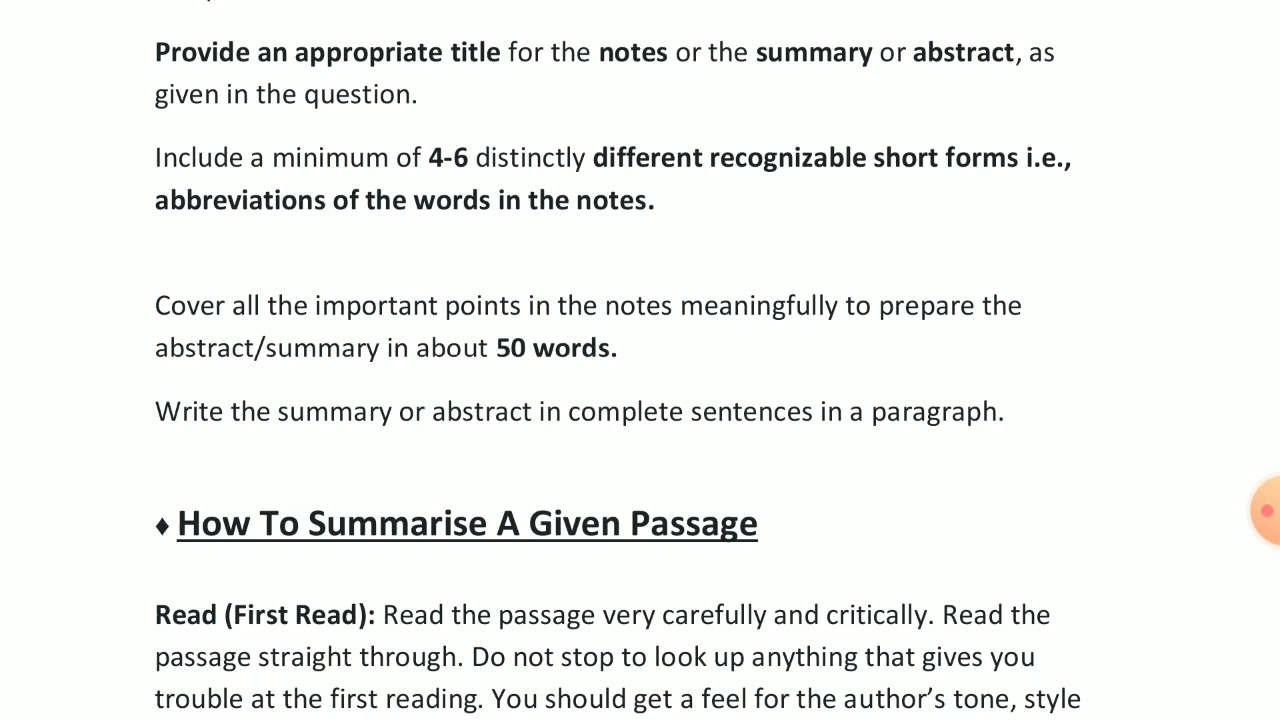 Provide an appropriate title for the notes or the summary or abstract, as
given in the question.
Include a minimum of 4-6 distinctly different recognizable short forms i.e.,
abbreviations of the words in the notes.
Cover all the important points in the notes meaningfully to prepare the
abstract/summary in about 50 words.
Write the summary or abstract in complete sentences in a paragraph.
♦ How To Summarise A Given Passage
Read (First Read): Read the passage very carefully and critically. Read the
passage straight through. Do not stop to look up anything that gives you
trouble at the first reading. You should get a feel for the author’s tone, style